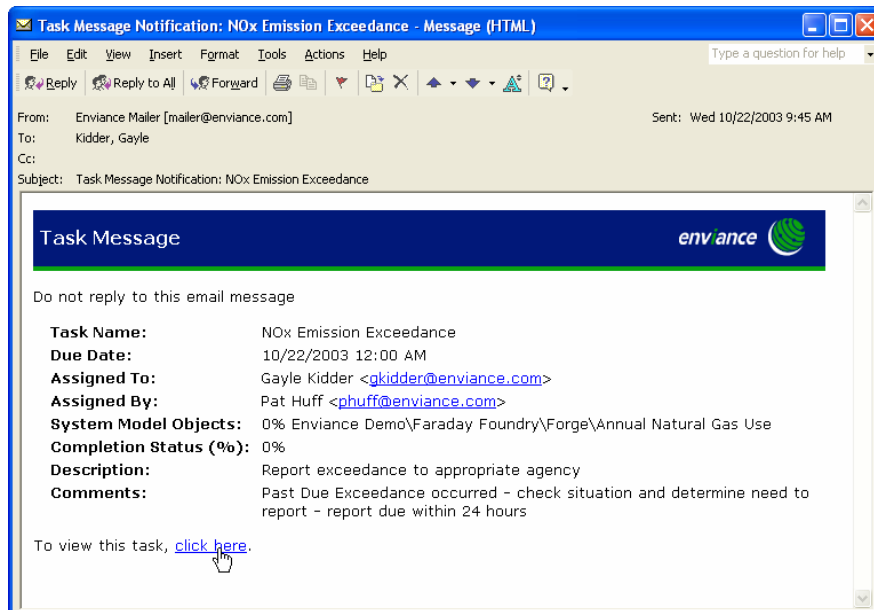 Task Message Notification: NOx Emission Exceedance - Message (HTML)
File Edit View Insert Format Tools Actions Help Type a question for help
Reply Reply to All Forward
From: Enviance Mailer [mailer@enviance.com] Sent: Wed 10/22/2003 9:45 AM
To: Kidder, Gayle
Cc:
Subject: Task Message Notification: NOx Emission Exceedance
Task Message enviance
Do not reply to this email message
Task Name: NOx Emission Exceedance
Due Date: 10/22/2003 12:00 AM
Assigned To: Gayle Kidder <gkidder@enviance.com>
Assigned By: Pat Huff <phuff@enviance.com>
System Model Objects: 0% Enviance Demo\Faraday Foundry\Forge\Annual Natural Gas Use
Completion Status (%): 0%
Description: Report exceedance to appropriate agency
Comments: Past Due Exceedance occurred - check situation and determine need to
report - report due within 24 hours
To view this task, click here.